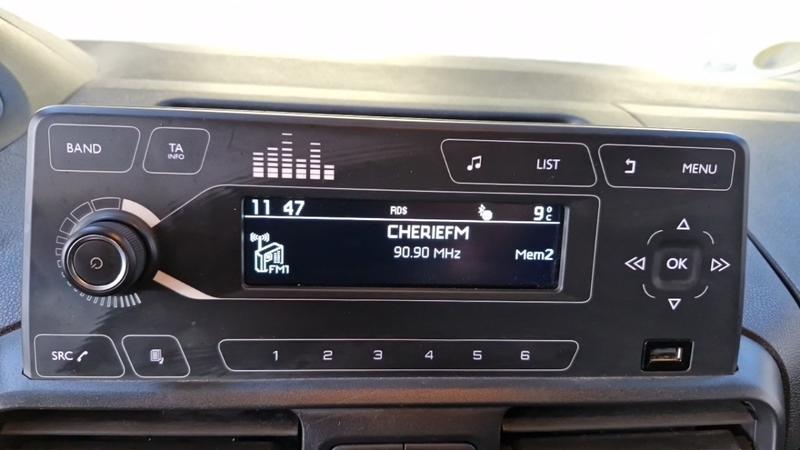 BAND
TA
INFO
LIST
MENU
11 47 RDS 9°C
CHERIEFM
90.90 MHz
Mem2
FM1
OK
SRC
1 2 3 4 5 6